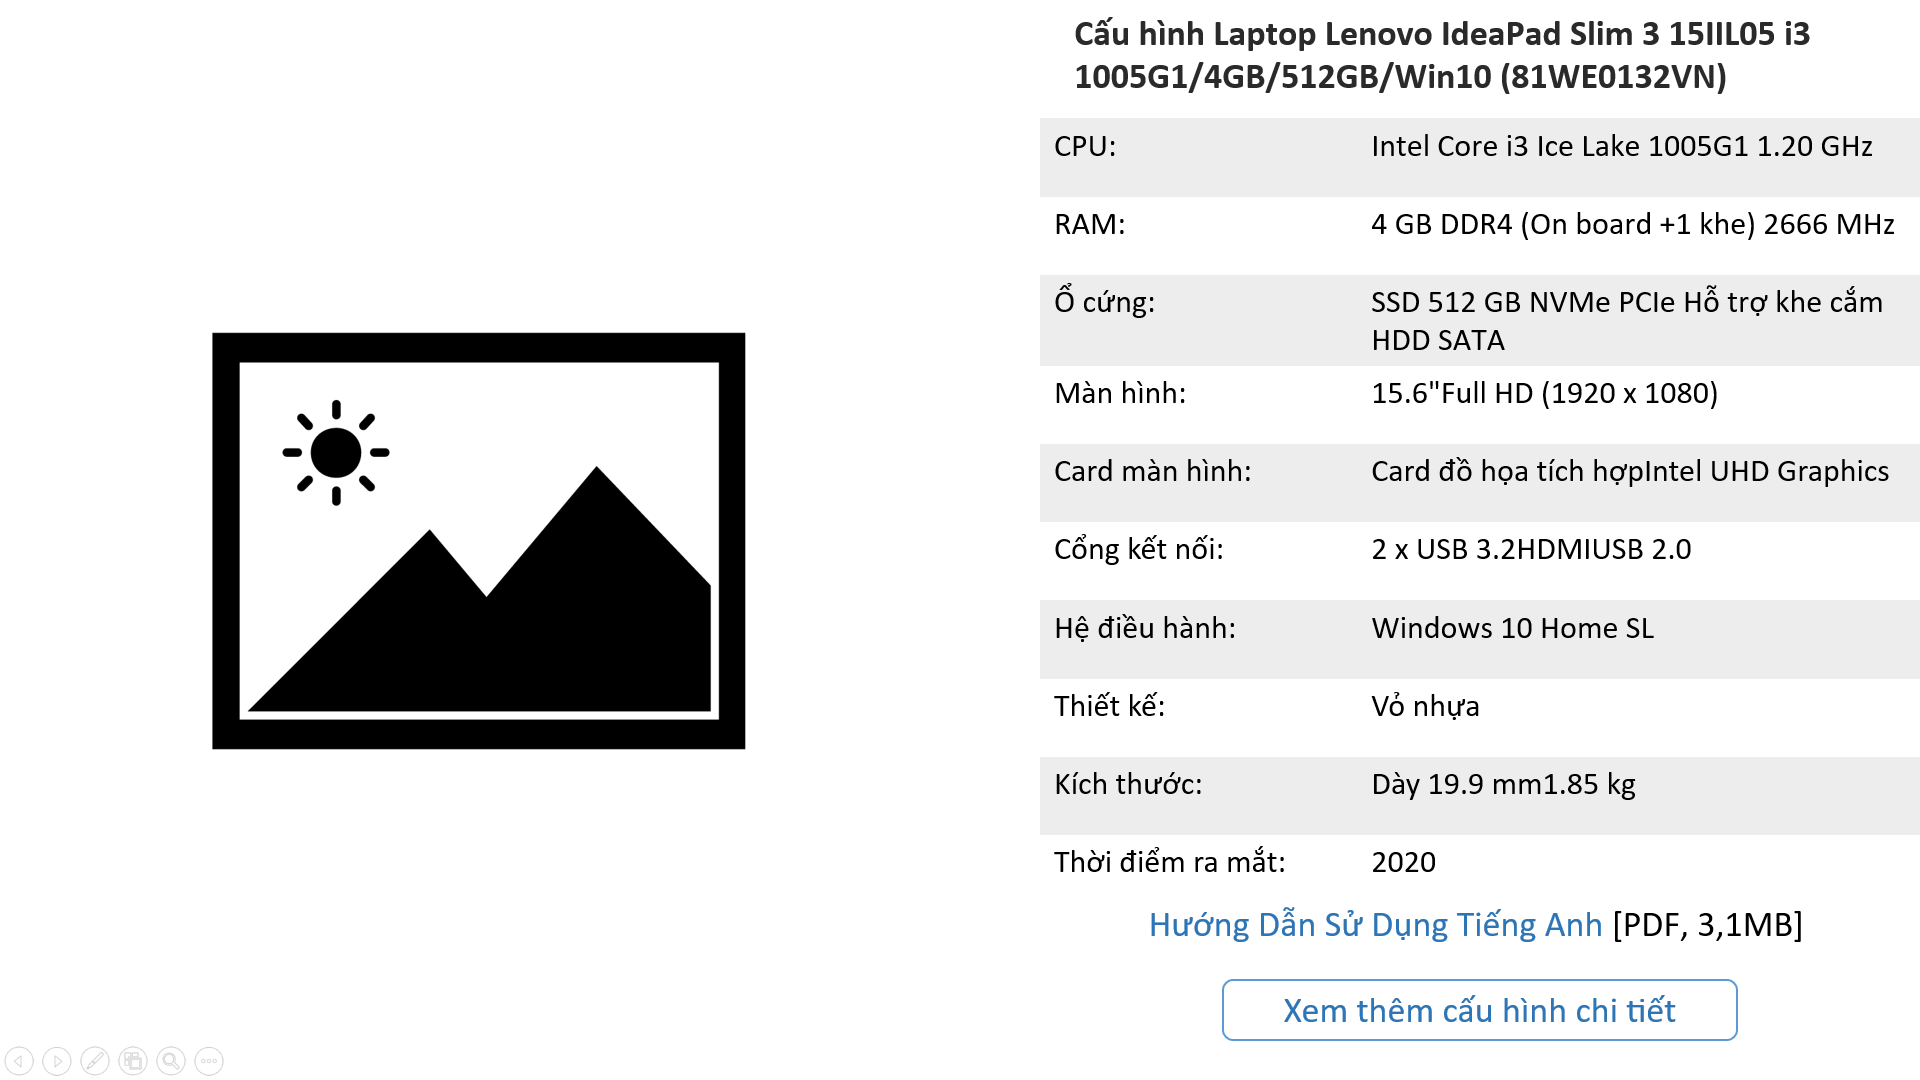 Cấu hình Laptop Lenovo IdeaPad Slim 3 15IIL05 i3
1005G1/4GB/512GB/Win10 (81WE0132VN)
CPU: Intel Core i3 Ice Lake 1005G1 1.20 GHz
RAM: 4 GB DDR4 (On board +1 khe) 2666 MHz
Ổ cứng: SSD 512 GB NVMe PCIe Hỗ trợ khe cắm
HDD SATA
Màn hình: 15.6"Full HD (1920 x 1080)
Card màn hình: Card đồ họa tích hợpIntel UHD Graphics
Cổng kết nối: 2 x USB 3.2HDMIUSB 2.0
Hệ điều hành: Windows 10 Home SL
Thiết kế: Vỏ nhựa
Kích thước: Dày 19.9 mm1.85 kg
Thời điểm ra mắt: 2020
Hướng Dẫn Sử Dụng Tiếng Anh [PDF, 3,1MB]
Xem thêm cấu hình chi tiết